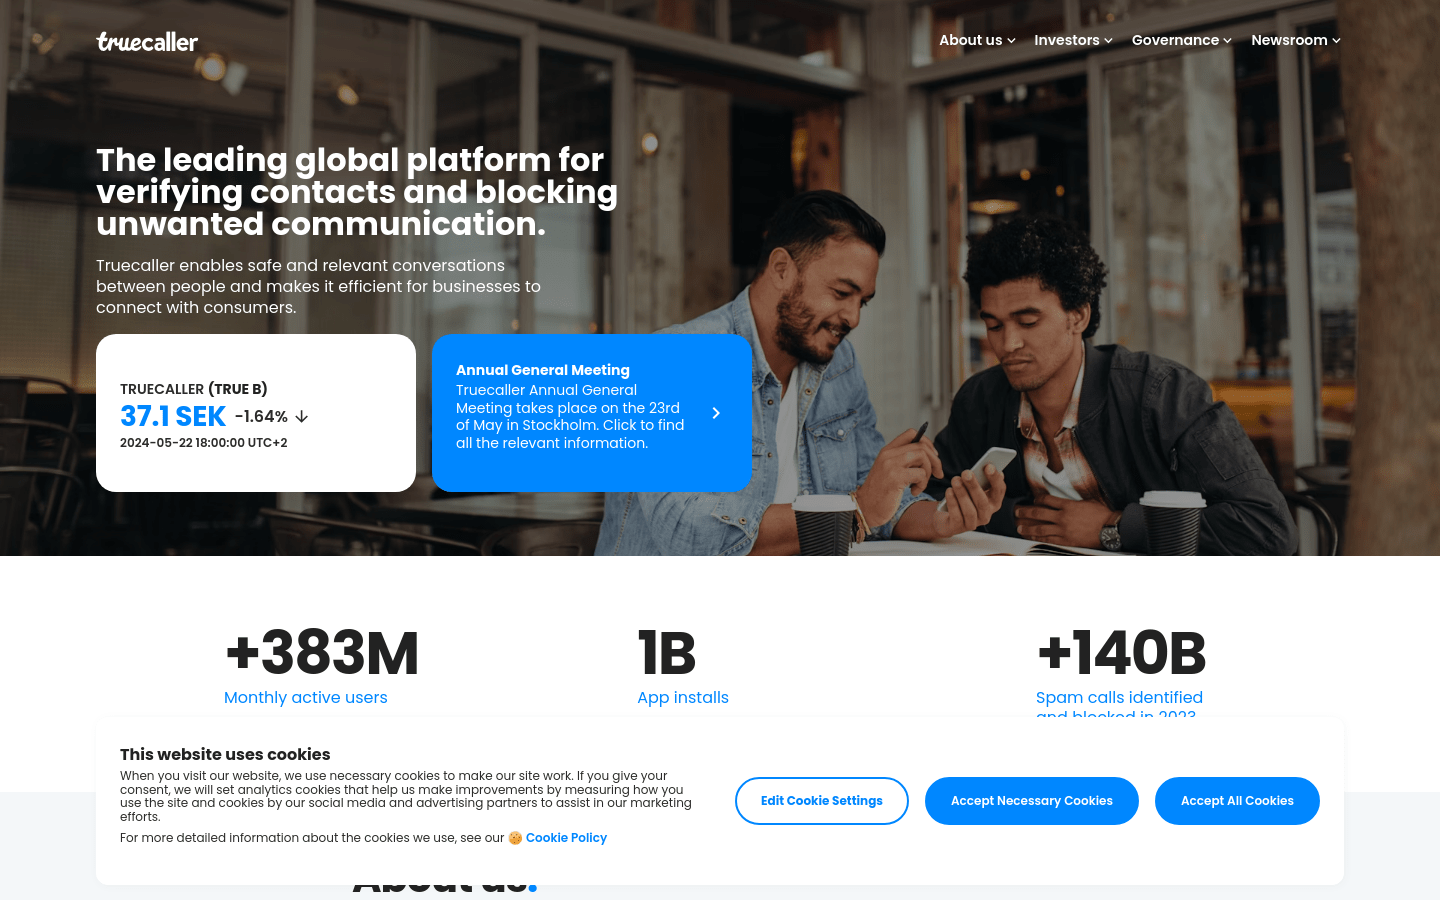 truecaller
About us
Investors
Governance
Newsroom
The leading global platform for
verifying contacts and blocking
unwanted communication.
Truecaller enables safe and relevant conversations
between people and makes it efficient for businesses to
connect with consumers.
TRUECALLER (TRUE B)
37.1 SEK -1.64%
2024-05-22 18:00:00 UTC+2
Annual General Meeting
Truecaller Annual General
Meeting takes place on the 23rd
of May in Stockholm. Click to find
all the relevant information.
+383M
Monthly active users
1B
App installs
+140B
Spam calls identified
and blocked in 2023
This website uses cookies
When you visit our website, we use necessary cookies to make our site work. If you give your
consent, we will set analytics cookies that help us make improvements by measuring how you
use the site and cookies by our social media and advertising partners to assist in our marketing
efforts.
For more detailed information about the cookies we use, see our 🍪 Cookie Policy
Edit Cookie Settings
Accept Necessary Cookies
Accept All Cookies
About us.